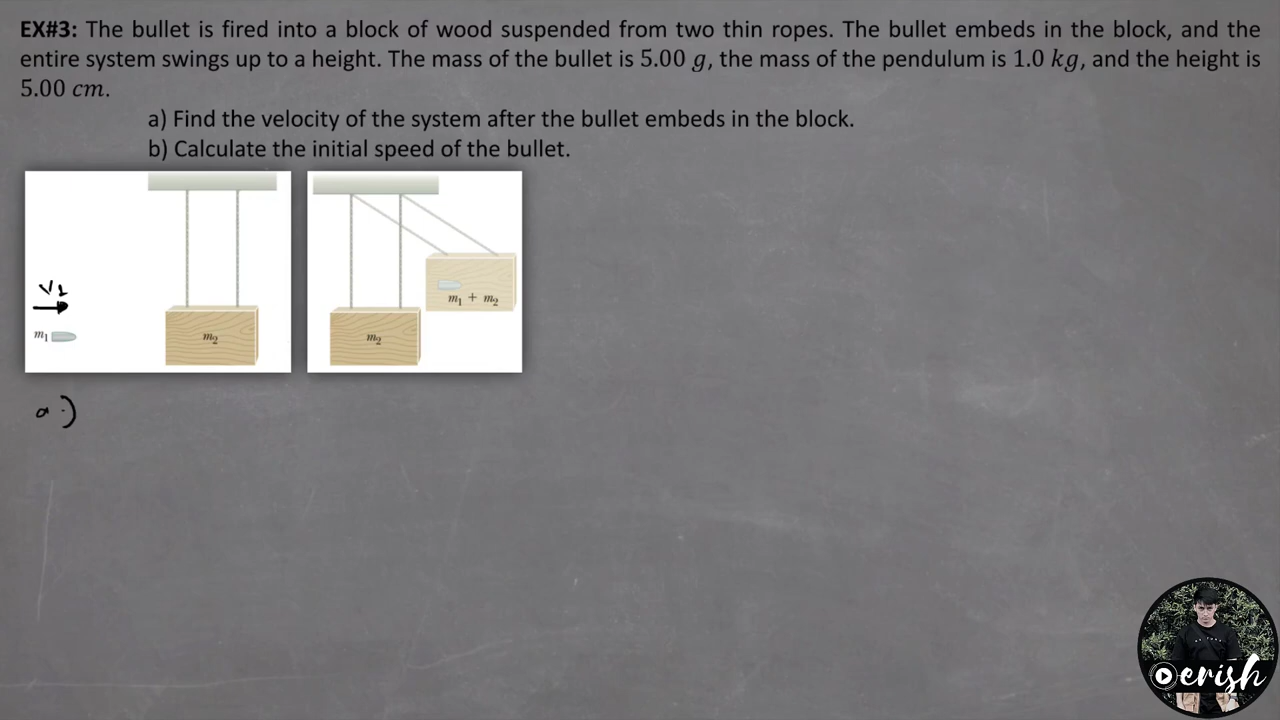 EX#3: The bullet is fired into a block of wood suspended from two thin ropes. The bullet embeds in the block, and the
entire system swings up to a height. The mass of the bullet is 5.00 g, the mass of the pendulum is 1.0 kg, and the height is
5.00 cm.
a) Find the velocity of the system after the bullet embeds in the block.
b) Calculate the initial speed of the bullet.
V₁
m₁
m₂
m₁ + m₂
m₂
a.)
erish